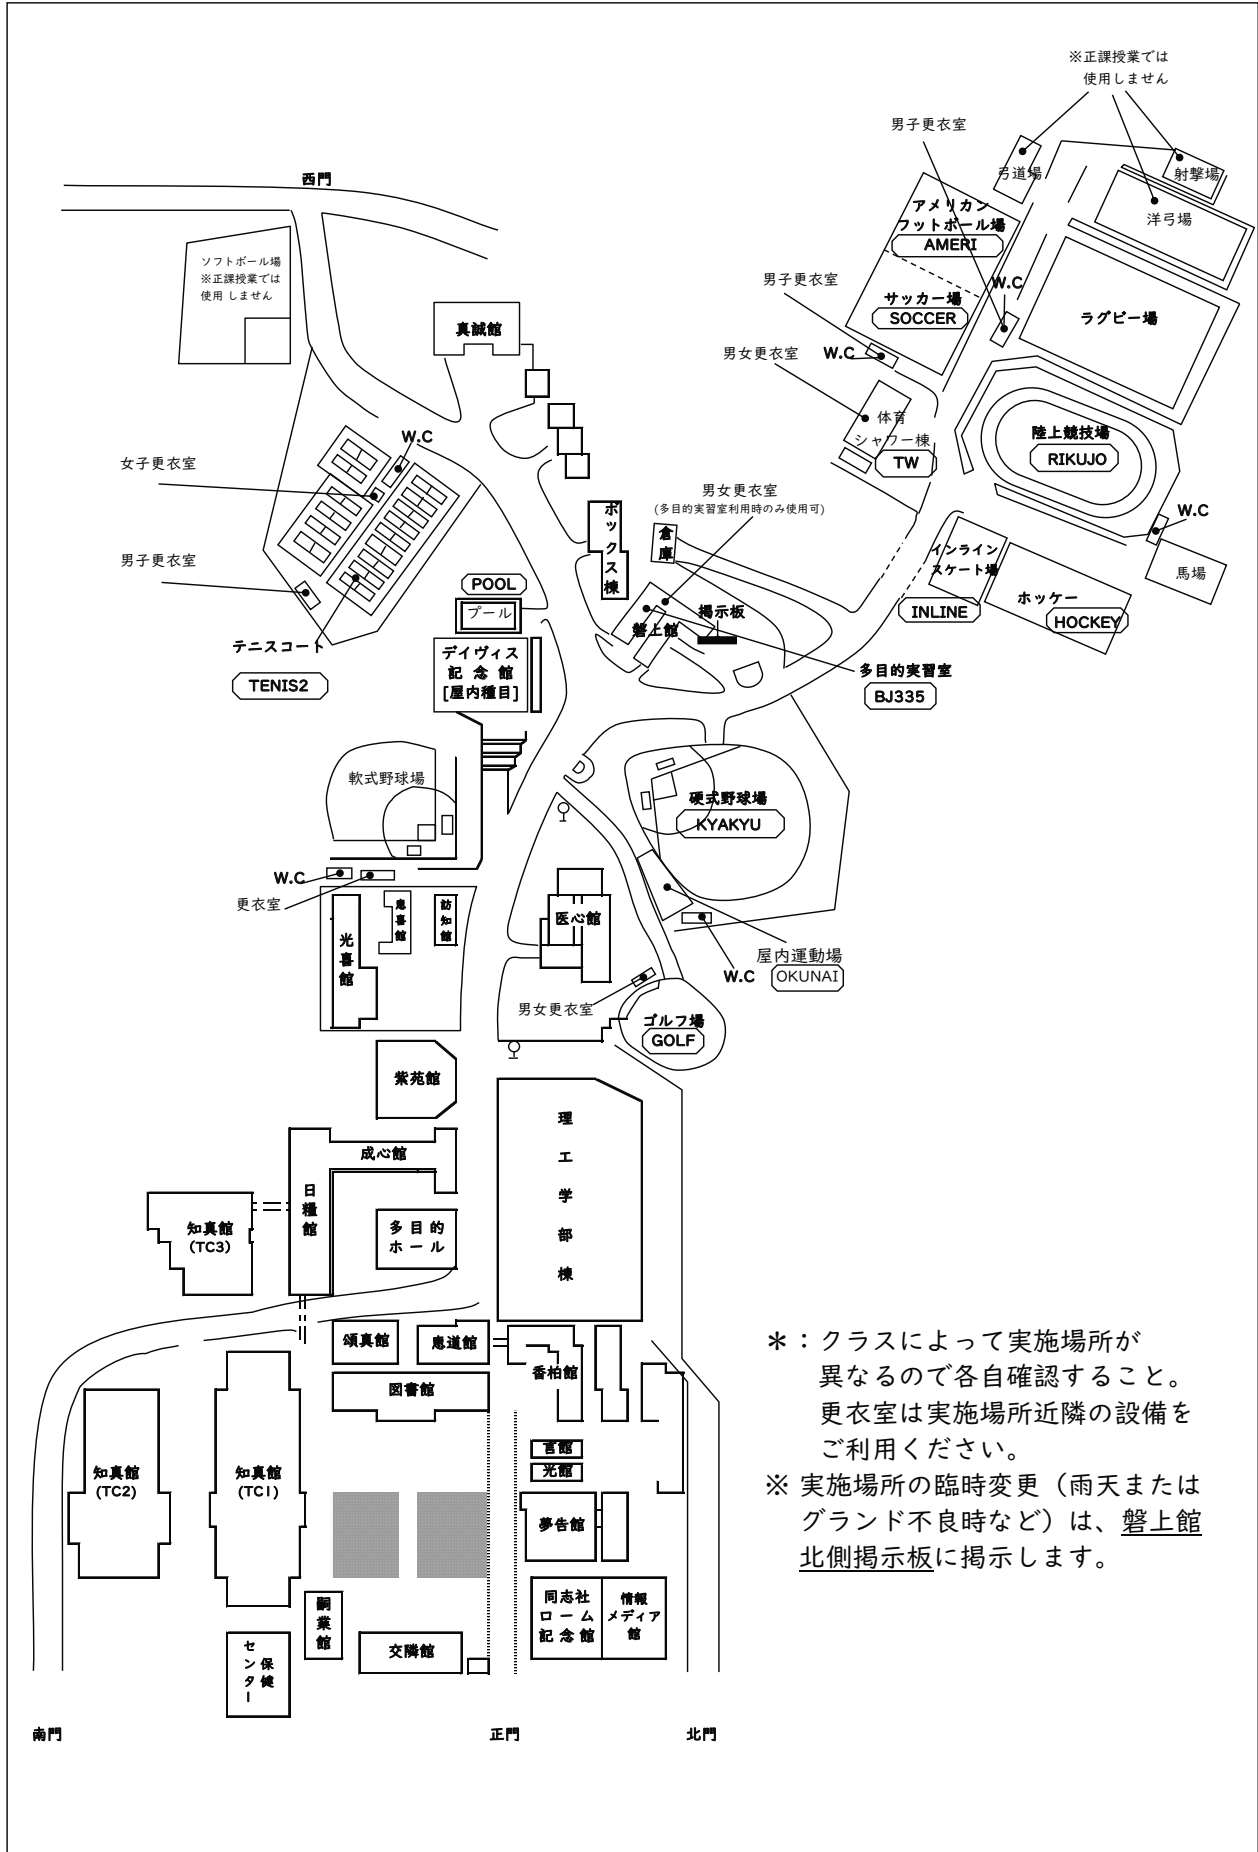 ※正課授業では
使用しません
男子更衣室
弓道場
射撃場
洋弓場
西門
アメリカン
フットボール場
AMERI
ソフトボール場
※正課授業では
使用 しません
男子更衣室
W.C
サッカー場
SOCCER
ラグビー場
真誠館
男女更衣室
W.C
体育
シャワー棟
TW
陸上競技場
RIKUJO
W.C
女子更衣室
男女更衣室
(多目的実習室利用時のみ使用可)
ボックス棟
倉庫
W.C
インライン
スケート場
INLINE
馬場
男子更衣室
POOL
プール
ホッケー
HOCKEY
掲示板
磐上館
テニスコート
TENIS2
デイヴィス
記念館
[屋内種目]
多目的実習室
BJ335
軟式野球場
硬式野球場
KYAKYU
W.C
更衣室
恵喜館
訪知館
光喜館
医心館
屋内運動場
OKUNAI
W.C
男女更衣室
ゴルフ場
GOLF
紫苑館
理工学部棟
成心館
日糧館
知真館
(TC3)
多目的
ホール
頌真館
恵道館
香柏館
図書館
言館
光館
知真館
(TC2)
知真館
(TC1)
夢告館
同志社
ローム
記念館
情報
メディア
館
嗣業館
交隣館
保健
センター
南門
正門
北門
＊：クラスによって実施場所が
異なるので各自確認すること。
更衣室は実施場所近隣の設備を
ご利用ください。
※ 実施場所の臨時変更（雨天または
グランド不良時など）は、磐上館
北側掲示板に掲示します。